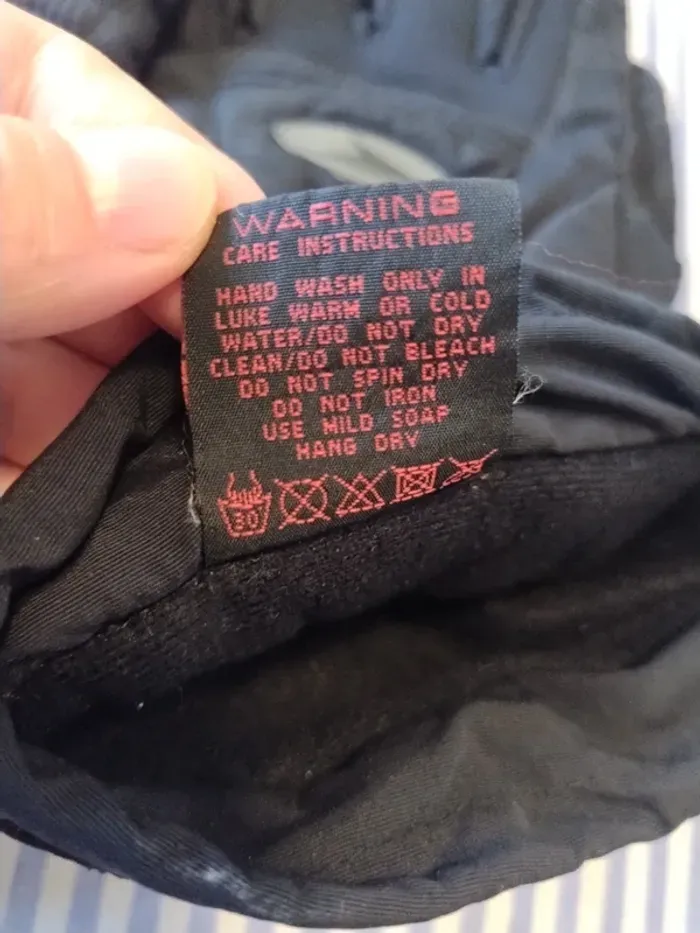 WARNING
CARE INSTRUCTIONS
HAND WASH ONLY IN
LUKE WARM OR COLD
WATER/DO NOT DRY
CLEAN/DO NOT BLEACH
DO NOT SPIN DRY
DO NOT IRON
USE MILD SOAP
HANG DRY
30